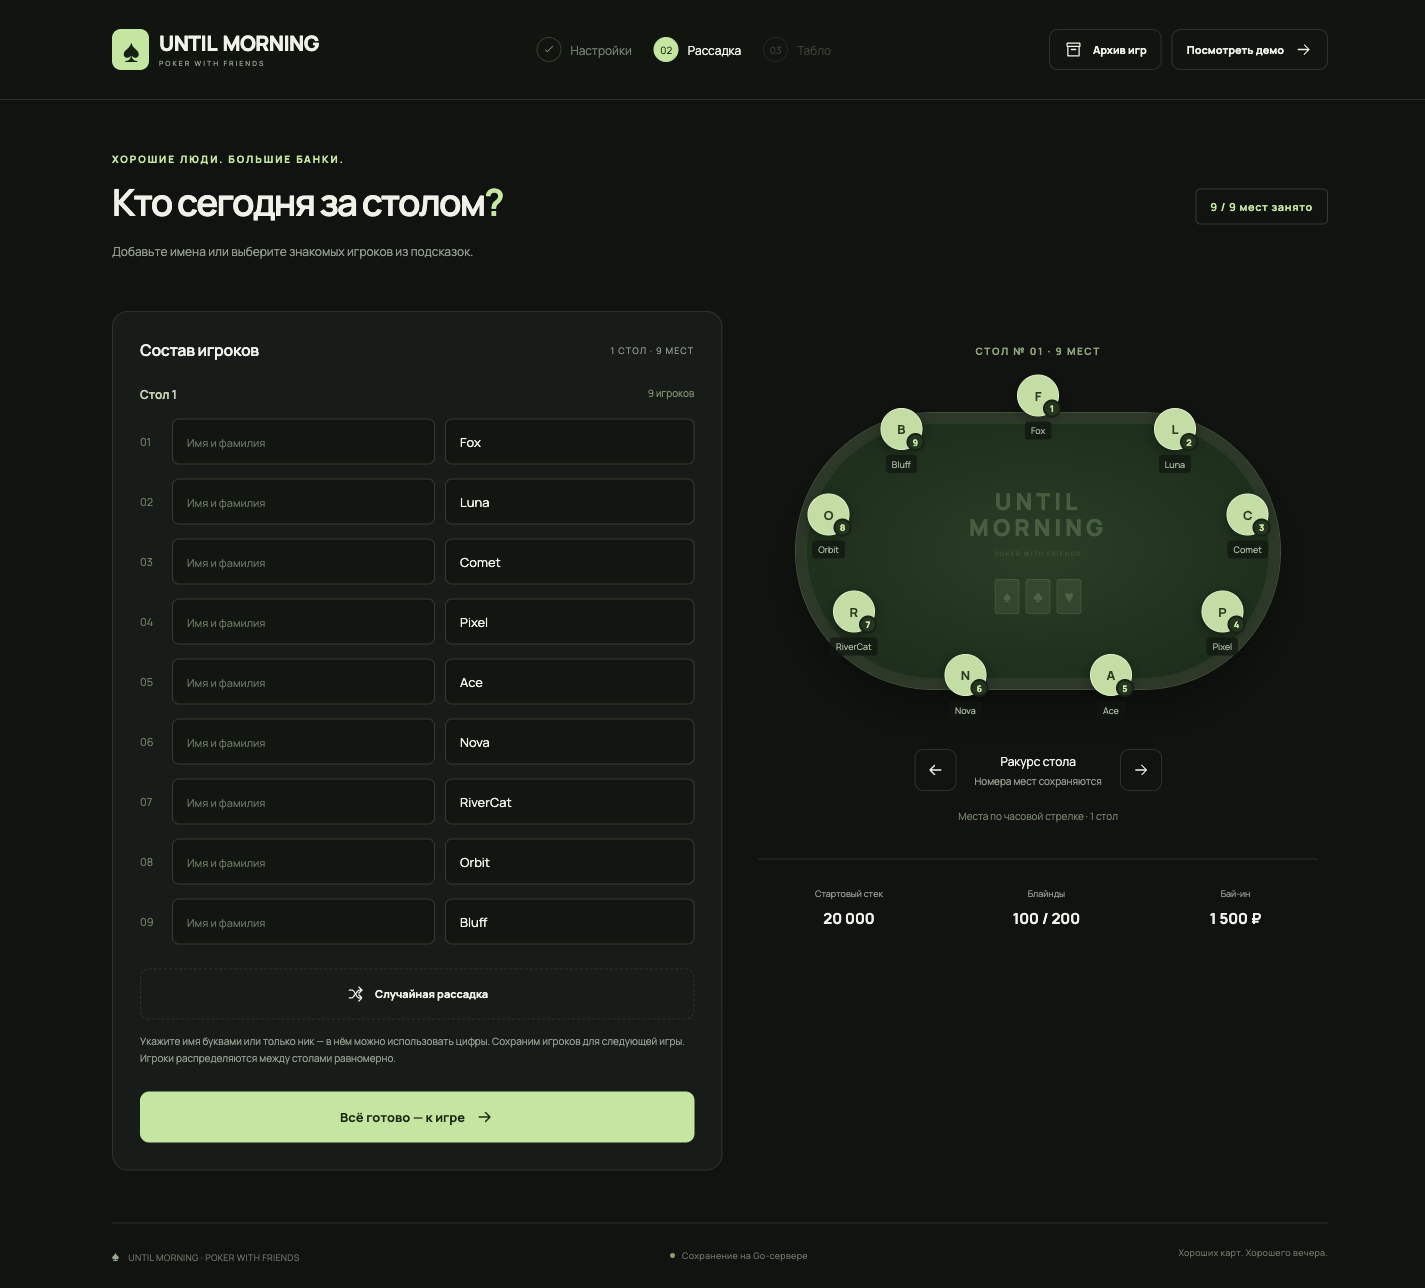 UNTIL MORNING
POKER WITH FRIENDS
Настройки
02 Рассадка
03 Табло
Архив игр
Посмотреть демо
ХОРОШИЕ ЛЮДИ. БОЛЬШИЕ БАНКИ.
Кто сегодня за столом?
9 / 9 мест занято
Добавьте имена или выберите знакомых игроков из подсказок.
Состав игроков
1 СТОЛ · 9 МЕСТ
Стол 1
9 игроков
01 Имя и фамилия Fox
02 Имя и фамилия Luna
03 Имя и фамилия Comet
04 Имя и фамилия Pixel
05 Имя и фамилия Ace
06 Имя и фамилия Nova
07 Имя и фамилия RiverCat
08 Имя и фамилия Orbit
09 Имя и фамилия Bluff
Случайная рассадка
Укажите имя буквами или только ник — в нём можно использовать цифры. Сохраним игроков для следующей игры.
Игроки распределяются между столами равномерно.
Всё готово — к игре
СТОЛ № 01 · 9 МЕСТ
F
1
Fox
B
9
Bluff
L
2
Luna
O
8
Orbit
UNTIL
MORNING
POKER WITH FRIENDS
C
3
Comet
R
7
RiverCat
P
4
Pixel
N
6
Nova
A
5
Ace
Ракурс стола
Номера мест сохраняются
Места по часовой стрелке · 1 стол
Стартовый стек
20 000
Блайнды
100 / 200
Бай-ин
1 500 ₽
UNTIL MORNING · POKER WITH FRIENDS
Сохранение на Go-сервере
Хороших карт. Хорошего вечера.